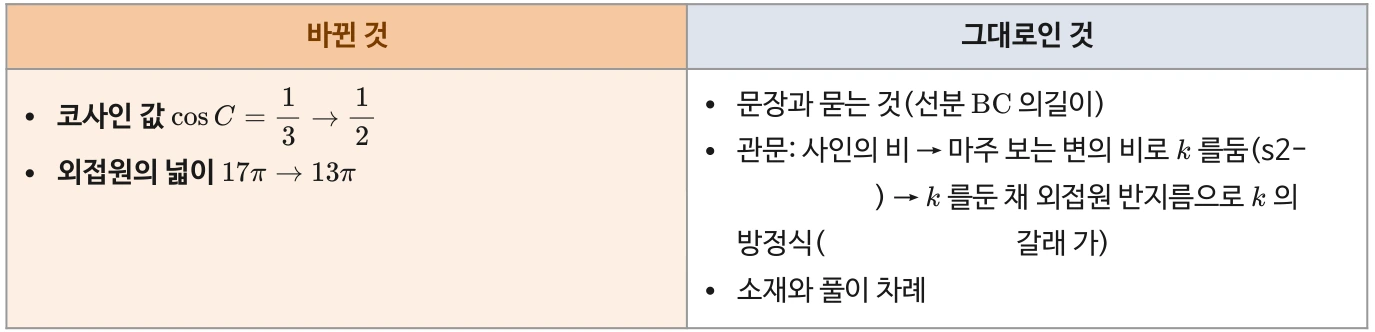 바뀐 것
그대로인 것
• 코사인 값 cos C = 1/3 → 1/2
• 외접원의 넓이 17π → 13π
• 문장과 묻는 것(선분 BC 의길이)
• 관문: 사인의 비 → 마주 보는 변의 비로 k 를둠(s2-
) → k 를둔 채 외접원 반지름으로 k 의
방정식( 갈래 가)
• 소재와 풀이 차례